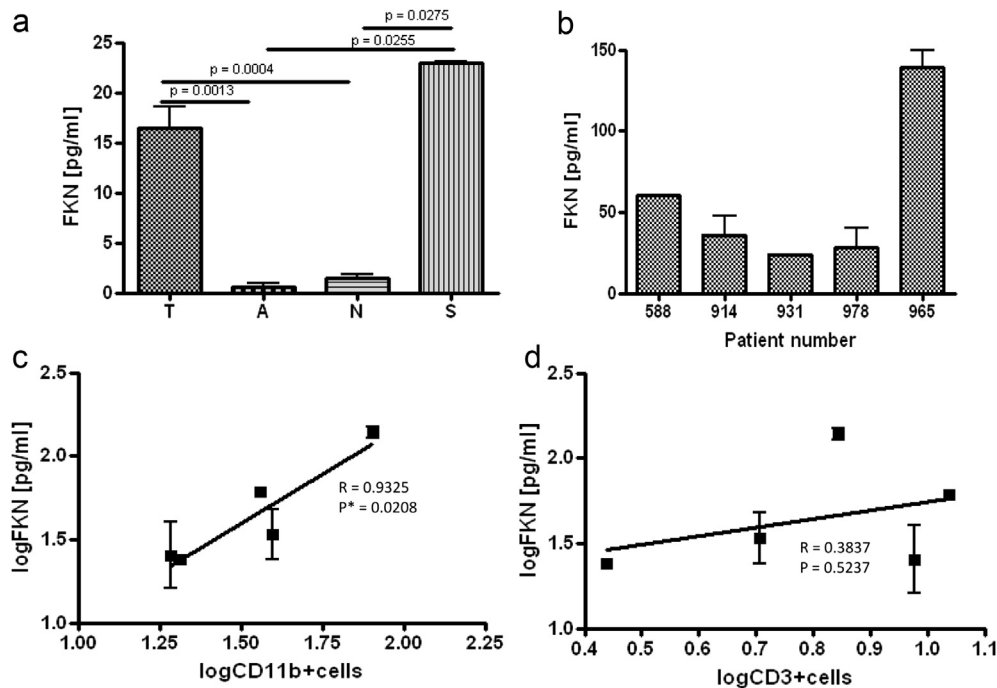 a
p = 0.0275
p = 0.0255
p = 0.0004
p = 0.0013
FKN [pg/ml]
25
20
15
10
5
0
T A N S
b
FKN [pg/ml]
150
100
50
0
588 914 931 978 965
Patient number
c
logFKN [pg/ml]
2.5
2.0
1.5
1.0
R = 0.9325
P* = 0.0208
1.00 1.25 1.50 1.75 2.00 2.25
logCD11b+cells
d
logFKN [pg/ml]
2.5
2.0
1.5
1.0
R = 0.3837
P = 0.5237
0.4 0.5 0.6 0.7 0.8 0.9 1.0 1.1
logCD3+cells